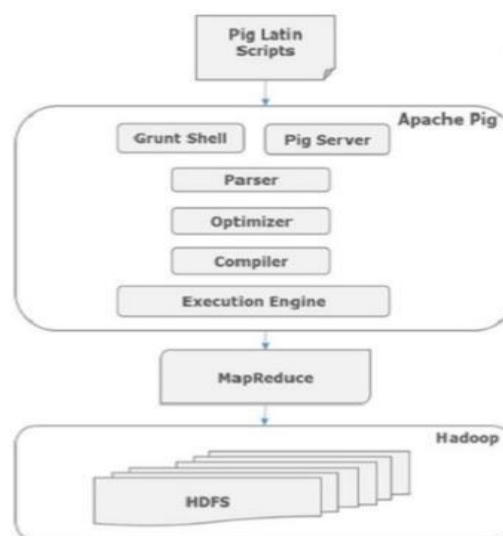 Pig Latin
Scripts
Apache Pig
Grunt Shell
Pig Server
Parser
Optimizer
Compiler
Execution Engine
MapReduce
Hadoop
HDFS